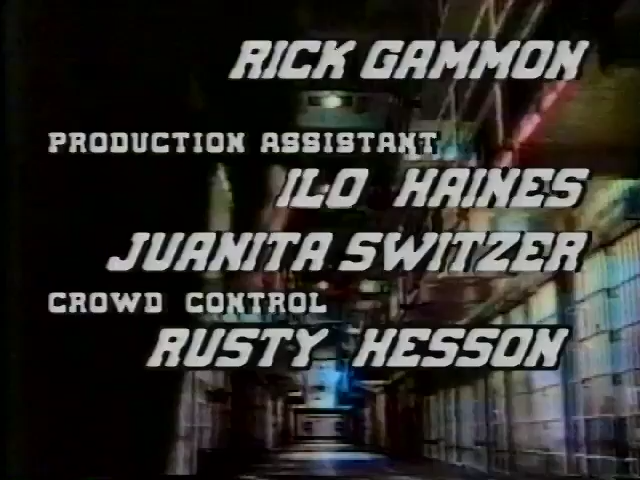 RICK GAMMON
PRODUCTION ASSISTANT
ILO HAINES
JUANITA SWITZER
CROWD CONTROL
RUSTY HESSON